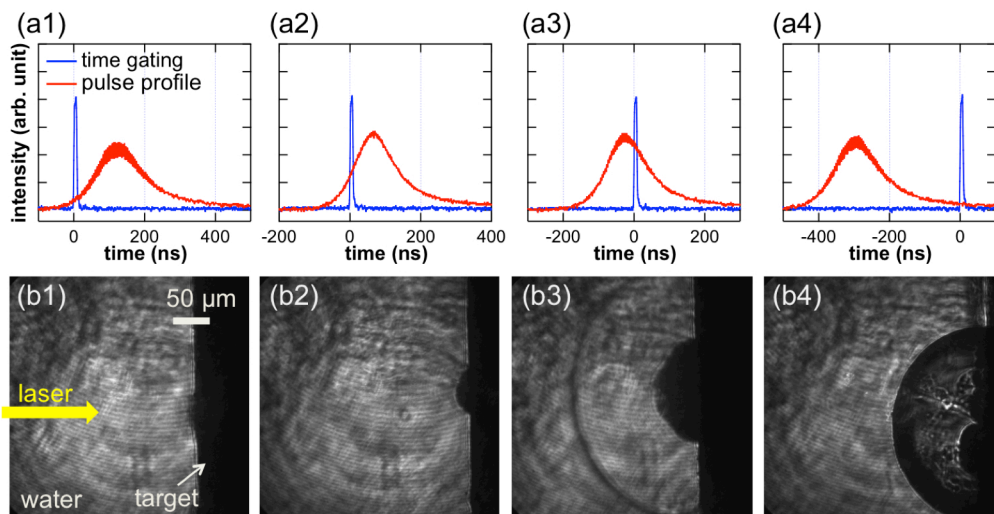 (a1) (a2) (a3) (a4)
time gating
pulse profile
intensity (arb. unit)
0 200 400 -200 0 200 400 -200 0 200 -400 -200 0
time (ns) time (ns) time (ns) time (ns)
(b1) (b2) (b3) (b4)
50 μm
laser
water target